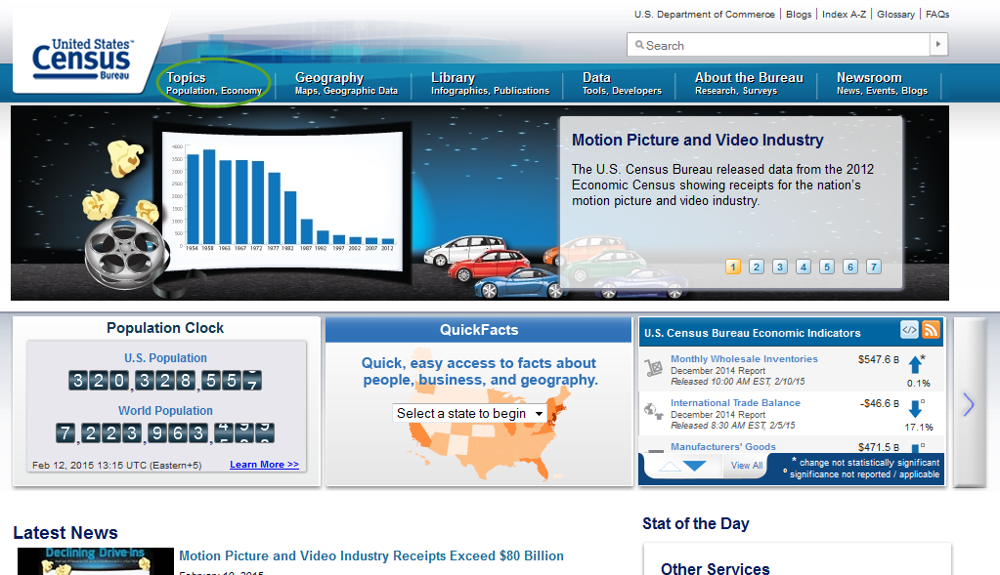 U.S. Department of Commerce | Blogs | Index A-Z | Glossary | FAQs
United States™
Census
Bureau
Search
Topics
Population, Economy
Geography
Maps, Geographic Data
Library
Infographics, Publications
Data
Tools, Developers
About the Bureau
Research, Surveys
Newsroom
News, Events, Blogs
4000
3500
3000
2500
2000
1500
1000
500
0
1954 1958 1963 1967 1972 1977 1982 1987 1992 1997 2002 2007 2012
Motion Picture and Video Industry
The U.S. Census Bureau released data from the 2012
Economic Census showing receipts for the nation's
motion picture and video industry.
1 2 3 4 5 6 7
Population Clock
U.S. Population
320,328,55
World Population
7,223,963,
Feb 12, 2015 13:15 UTC (Eastern+5)
Learn More >>
QuickFacts
Quick, easy access to facts about
people, business, and geography.
Select a state to begin
U.S. Census Bureau Economic Indicators
</>
Monthly Wholesale Inventories
December 2014 Report
Released 10:00 AM EST, 2/10/15
$547.6 B
*
0.1%
International Trade Balance
December 2014 Report
Released 8:30 AM EST, 2/5/15
-$46.6 B
17.1%
Manufacturers' Goods
$471.5 B
View All
* change not statistically significant
° significance not reported / applicable
Latest News
Declining Drive-Ins
Motion Picture and Video Industry Receipts Exceed $80 Billion
February 10, 2015
Stat of the Day
Other Services